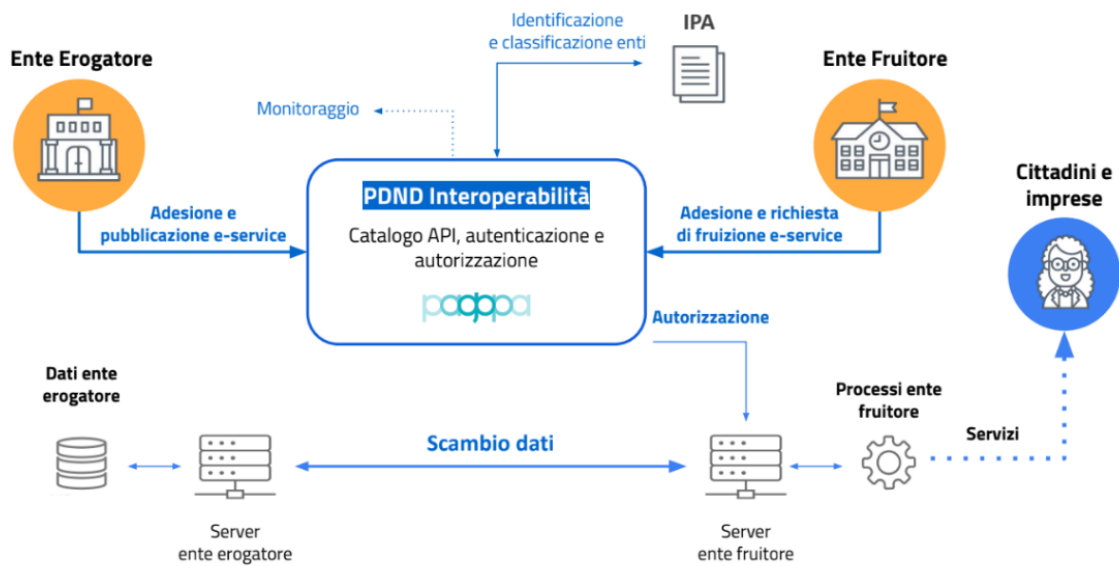 Identificazione
e classificazione enti
IPA
Ente Erogatore
Ente Fruitore
Monitoraggio
Cittadini e
imprese
PDND Interoperabilità
Adesione e
pubblicazione e-service
Adesione e richiesta
di fruizione e-service
Catalogo API, autenticazione e
autorizzazione
pagopa
Autorizzazione
Dati ente
erogatore
Processi ente
fruitore
Scambio dati
Servizi
Server
ente erogatore
Server
ente fruitore